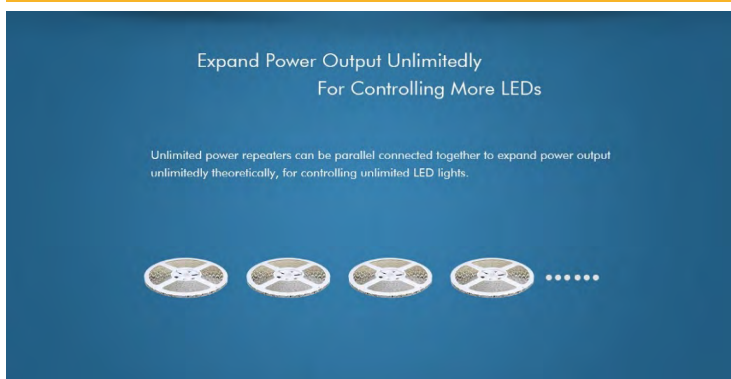 Expand Power Output Unlimitedly
For Controlling More LEDs
Unlimited power repeaters can be parallel connected together to expand power output
unlimitedly theoretically, for controlling unlimited LED lights.